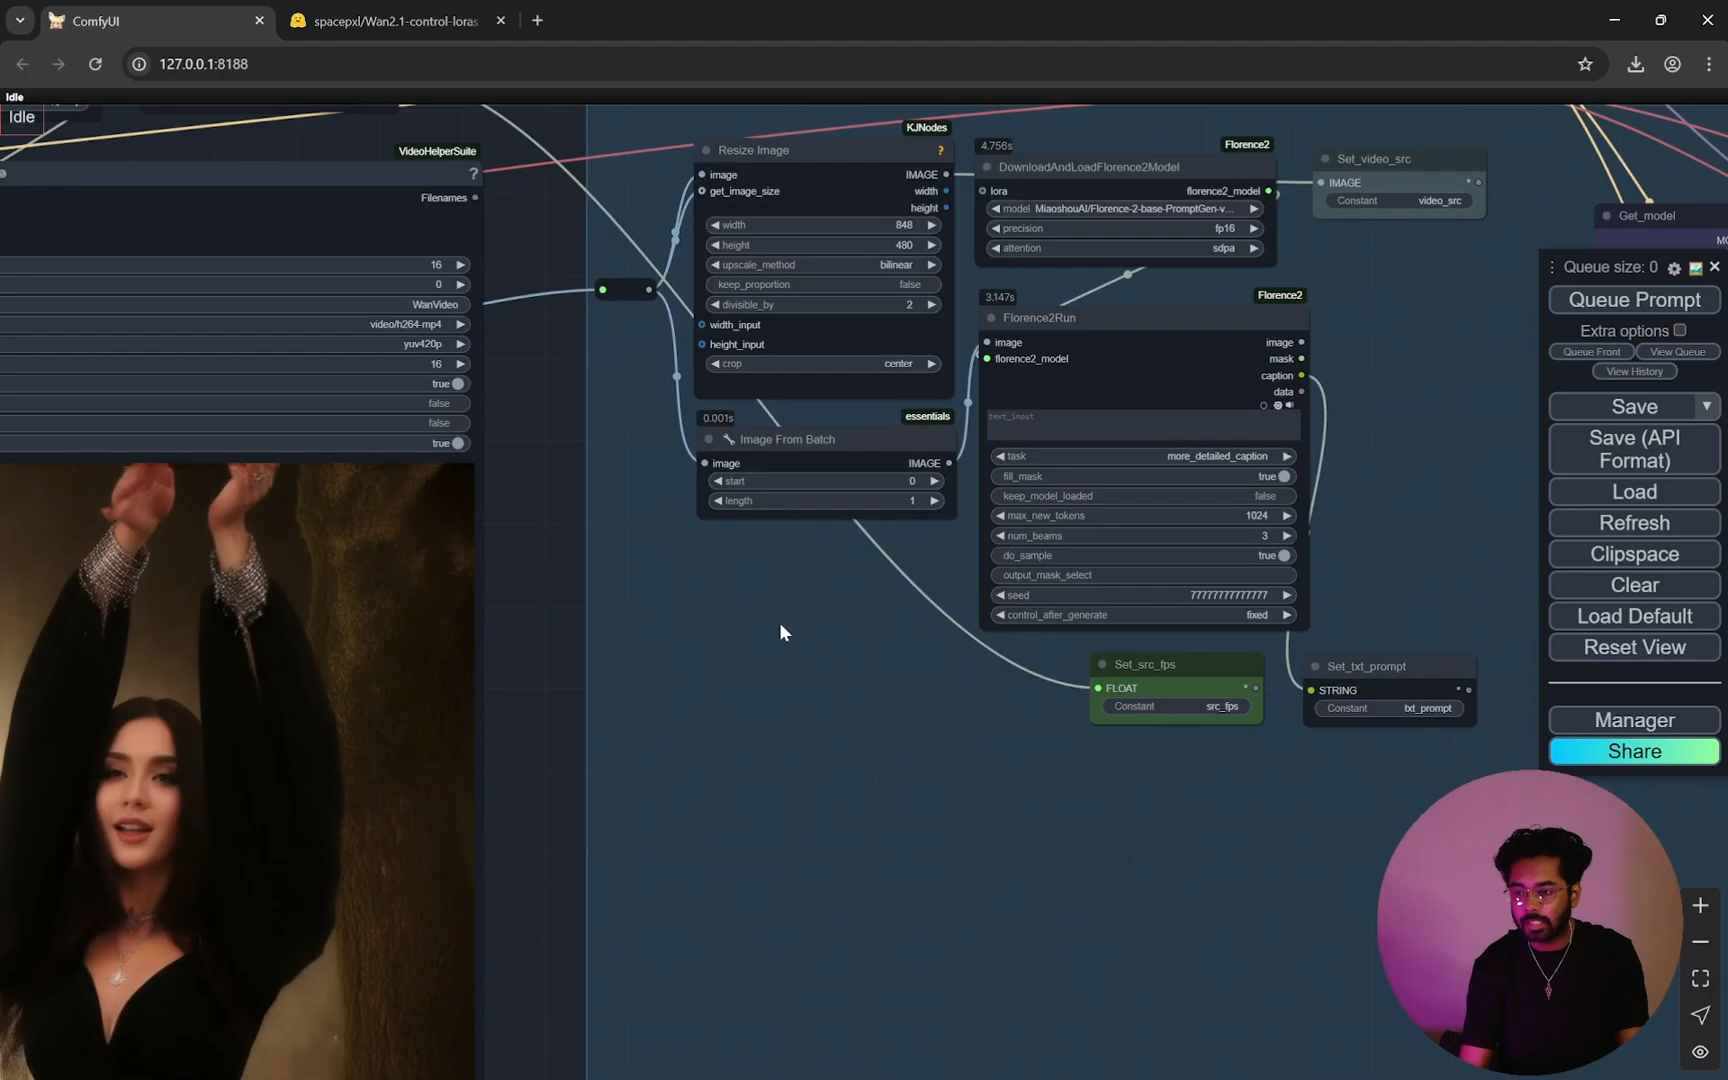 ComfyUI
spacepxl/Wan2.1-control-loras
127.0.0.1:8188
Idle
Idle
VideoHelperSuite
?
Filenames
16
0
WanVideo
video/h264-mp4
yuv420p
16
true
false
false
true
KJNodes
Resize Image ?
image IMAGE
get_image_size width
height
width 848
height 480
upscale_method bilinear
keep_proportion false
divisible_by 2
width_input
height_input
crop center
0.001s essentials
Image From Batch
image IMAGE
start 0
length 1
4.756s Florence2
DownloadAndLoadFlorence2Model
lora florence2_model
model MiaoshouAI/Florence-2-base-PromptGen-v...
precision fp16
attention sdpa
3.147s Florence2
Florence2Run
image image
florence2_model mask
caption
data
text_input
task more_detailed_caption
fill_mask true
keep_model_loaded false
max_new_tokens 1024
num_beams 3
do_sample true
output_mask_select
seed 77777777777777
control_after_generate fixed
Set_video_src
IMAGE *
Constant video_src
Set_src_fps
FLOAT *
Constant src_fps
Set_txt_prompt
STRING *
Constant txt_prompt
Get_model
Queue size: 0
Queue Prompt
Extra options
Queue Front View Queue
View History
Save
Save (API
Format)
Load
Refresh
Clipspace
Clear
Load Default
Reset View
Manager
Share